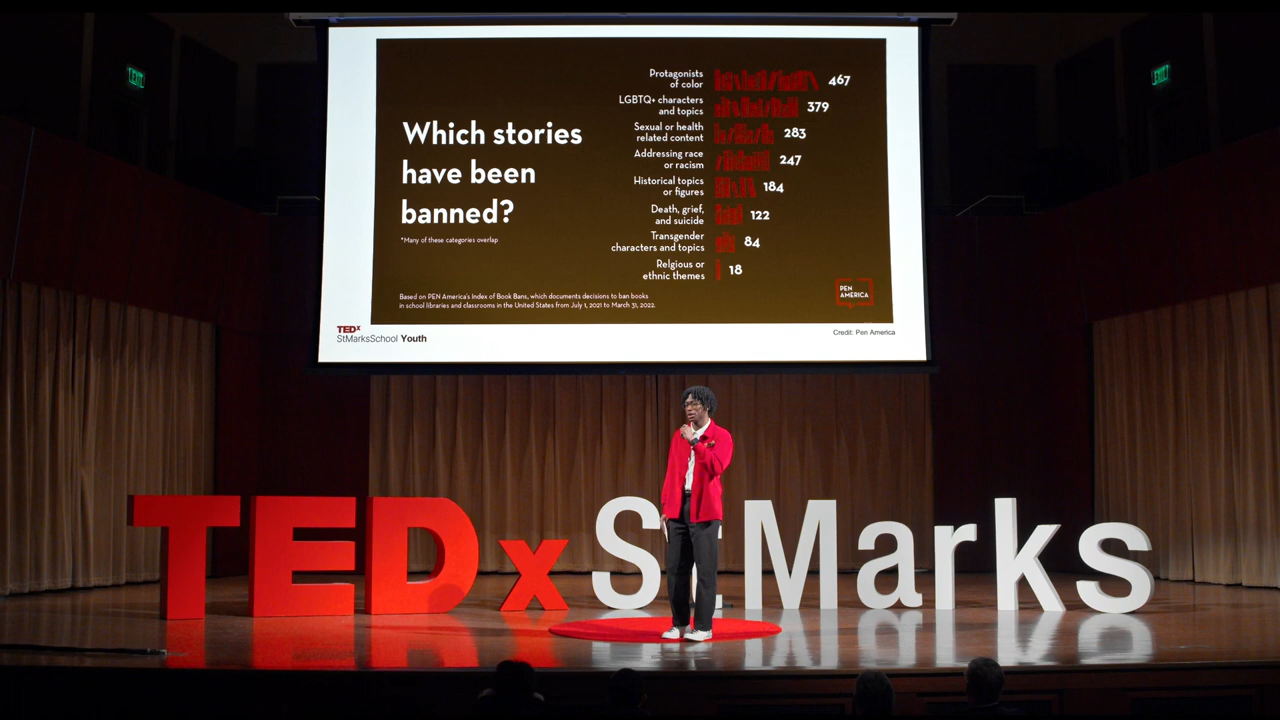 EXIT
EXIT
Which stories
have been
banned?
*Many of these categories overlap
Protagonists
of color
467
LGBTQ+ characters
and topics
379
Sexual or health
related content
283
Addressing race
or racism
247
Historical topics
or figures
184
Death, grief,
and suicide
122
Transgender
characters and topics
84
Relgious or
ethnic themes
18
Based on PEN America's Index of Book Bans, which documents decisions to ban books
in school libraries and classrooms in the United States from July 1, 2021 to March 31, 2022.
PEN
AMERICA
TEDx
StMarksSchool Youth
Credit: Pen America
TEDxStMarks